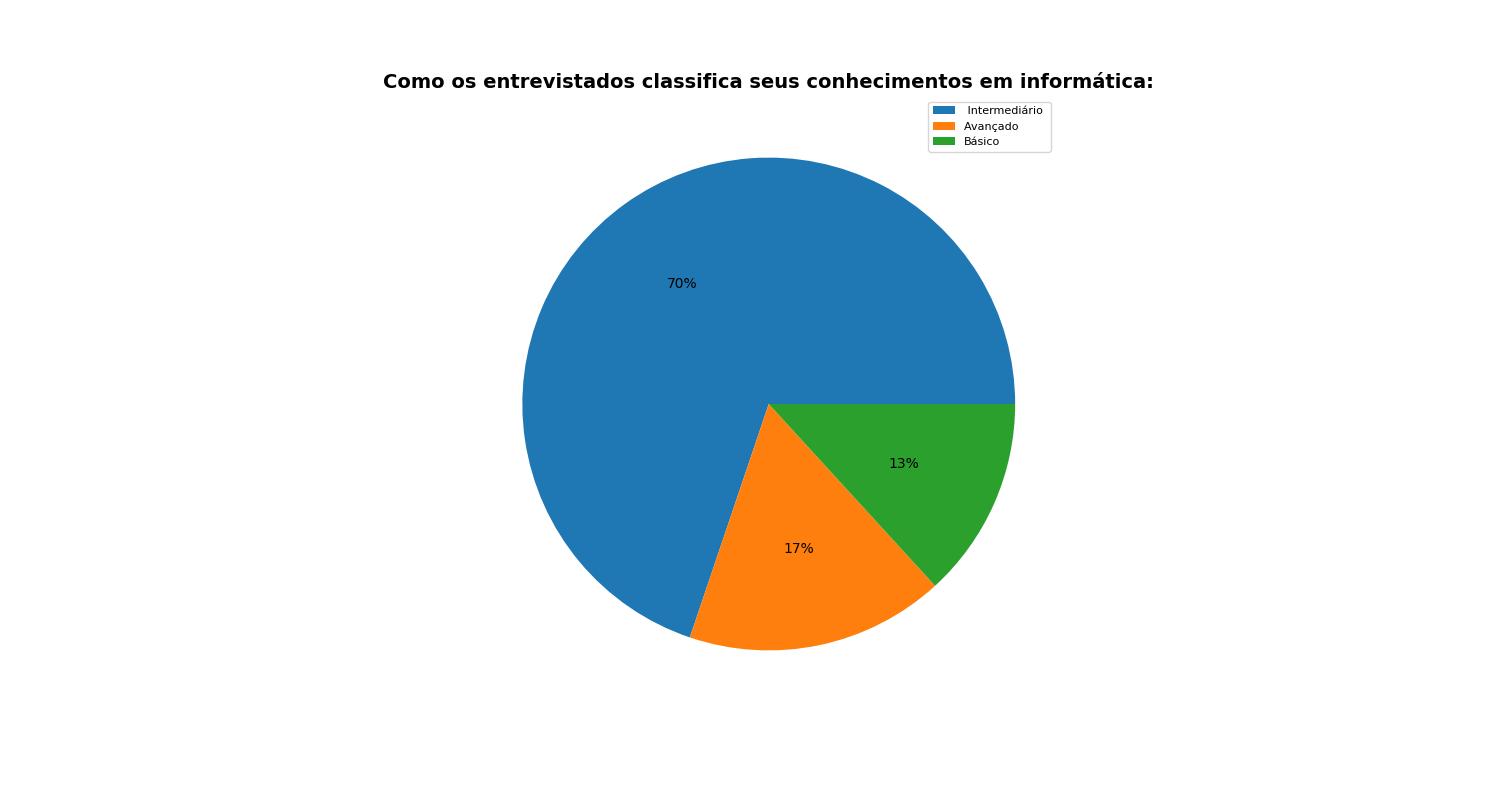 Como os entrevistados classifica seus conhecimentos em informática:
Intermediário
Avançado
Básico
70%
13%
17%